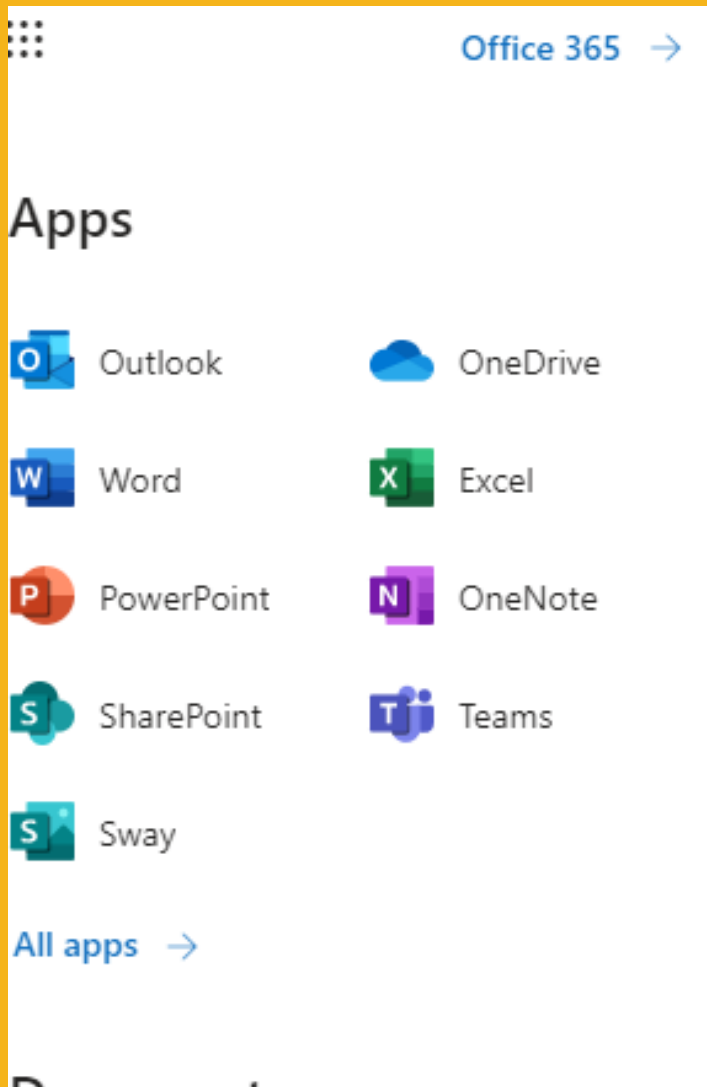 Office 365
Apps
Outlook OneDrive
Word Excel
PowerPoint OneNote
SharePoint Teams
Sway
All apps